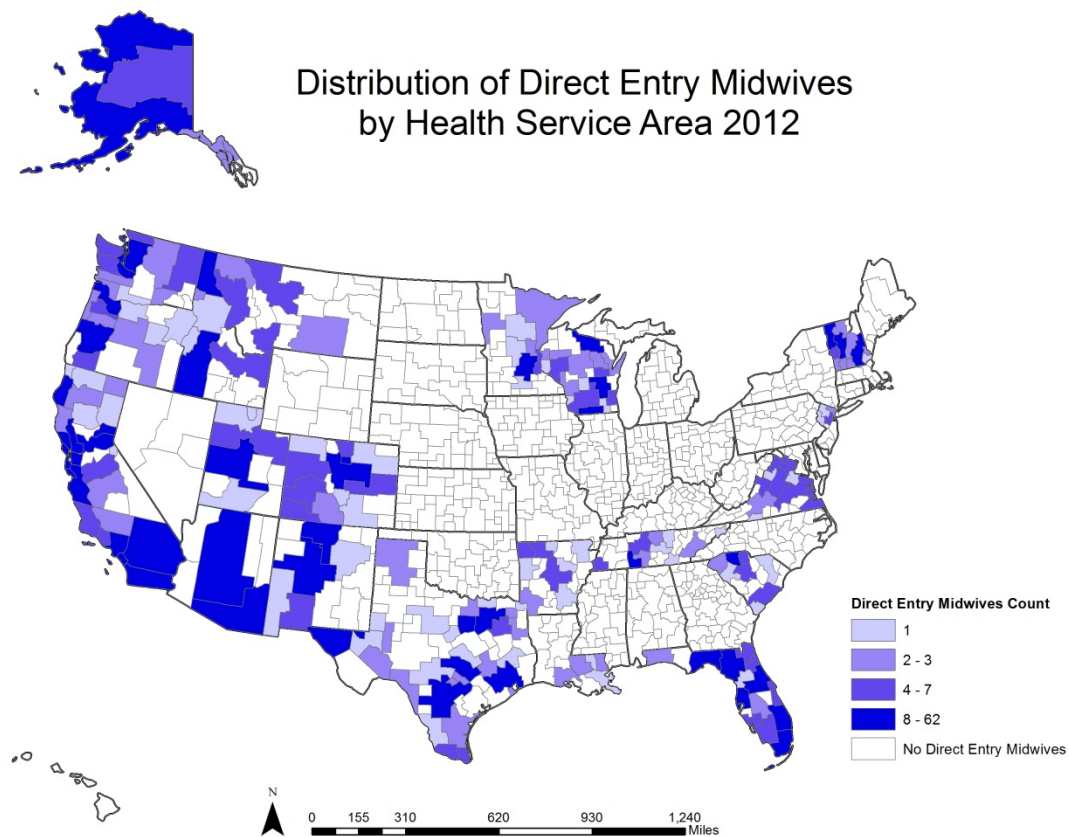 Distribution of Direct Entry Midwives
by Health Service Area 2012
Direct Entry Midwives Count
1
2 - 3
4 - 7
8 - 62
No Direct Entry Midwives
N
0 155 310 620 930 1,240
Miles